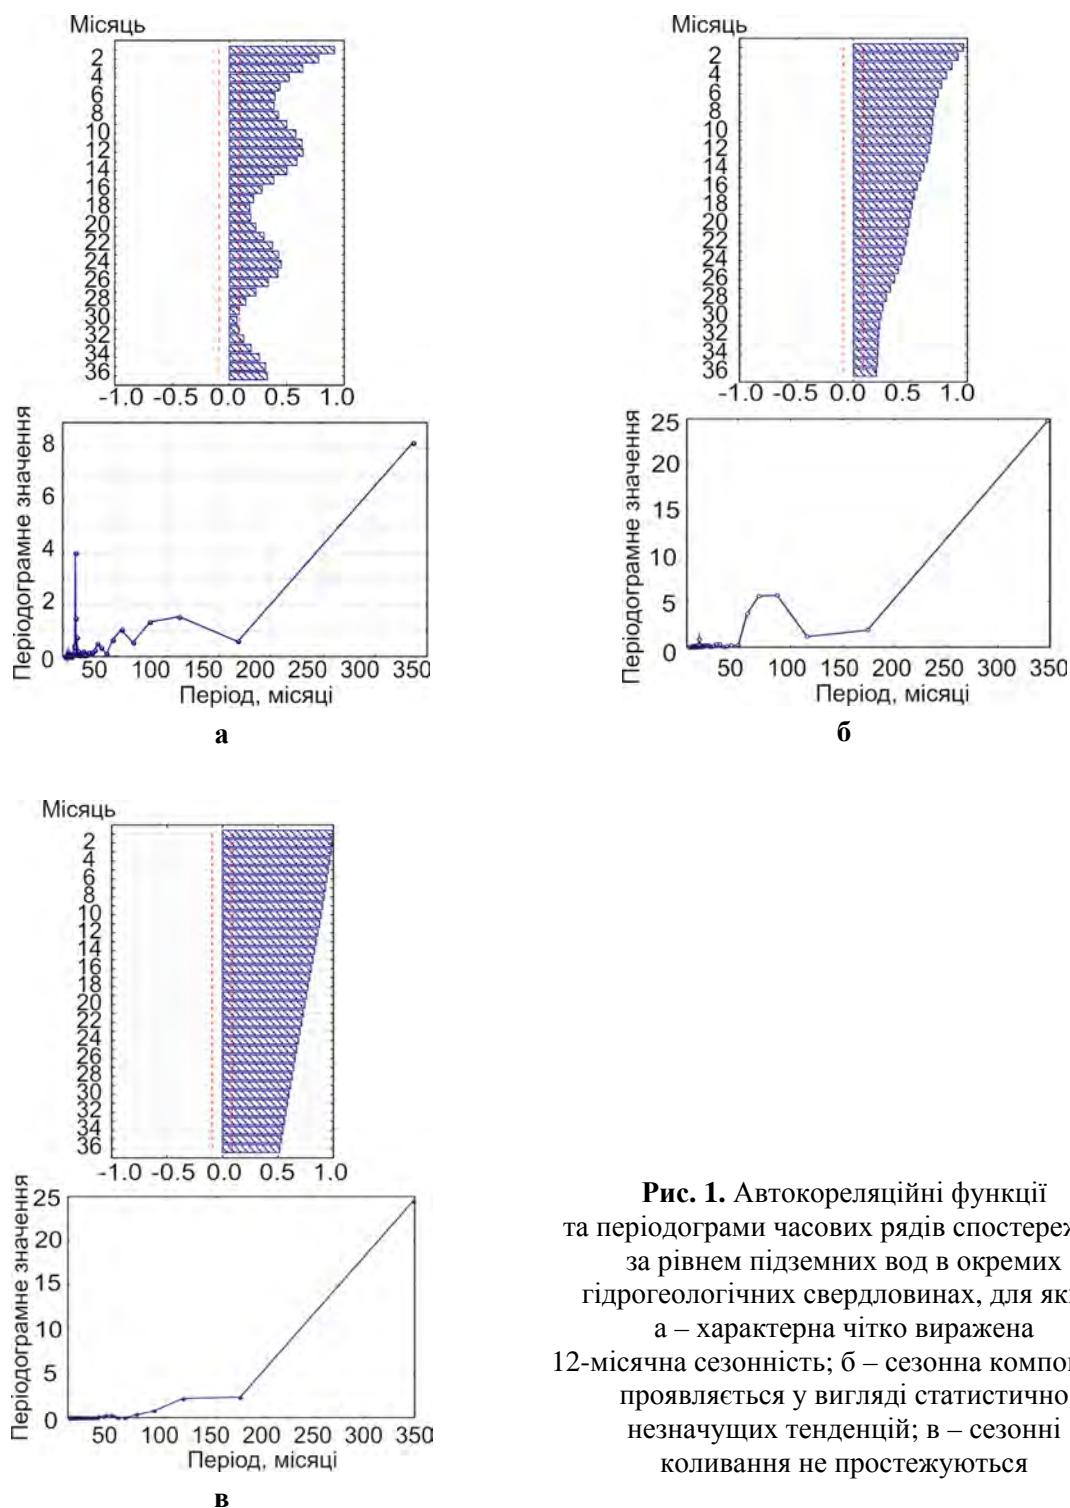 Місяць
2
4
6
8
10
12
14
16
18
20
22
24
26
28
30
32
34
36
-1.0 -0.5 0.0 0.5 1.0
Періодограмне значення
8
6
4
2
0
50 100 150 200 250 300 350
Період, місяці
а
Місяць
2
4
6
8
10
12
14
16
18
20
22
24
26
28
30
32
34
36
-1.0 -0.5 0.0 0.5 1.0
Періодограмне значення
25
20
15
10
5
0
50 100 150 200 250 300 350
Період, місяці
б
Місяць
2
4
6
8
10
12
14
16
18
20
22
24
26
28
30
32
34
36
-1.0 -0.5 0.0 0.5 1.0
Періодограмне значення
25
20
15
10
5
0
50 100 150 200 250 300 350
Період, місяці
в
Рис. 1. Автокореляційні функції
та періодограми часових рядів
за рівнем підземних вод в окремих
гідрогеологічних свердловинах, для
а – характерна чітко виражена
12-місячна сезонність; б – сезонна
проявляється у вигляді статистично
незначущих тенденцій; в – сезонні
коливання не простежуються